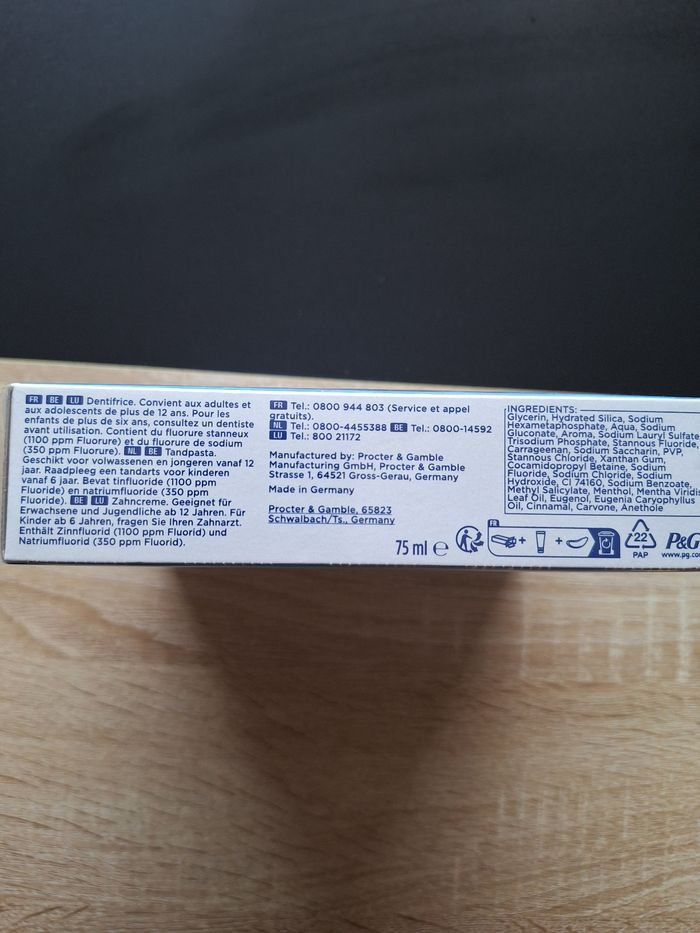 FR BE LU Dentifrice. Convient aux adultes et
aux adolescents de plus de 12 ans. Pour les
enfants de plus de six ans, consultez un dentiste
avant utilisation. Contient du fluorure stanneux
(1100 ppm Fluorure) et du fluorure de sodium
(350 ppm Fluorure). NL BE Tandpasta.
Geschikt voor volwassenen en jongeren vanaf 12
jaar. Raadpleeg een tandarts voor kinderen
vanaf 6 jaar. Bevat tinfluoride (1100 ppm
Fluoride) en natriumfluoride (350 ppm
Fluoride). BE LU Zahncreme. Geeignet für
Erwachsene und Jugendliche ab 12 Jahren. Für
Kinder ab 6 Jahren, fragen Sie Ihren Zahnarzt.
Enthält Zinnfluorid (1100 ppm Fluorid) und
Natriumfluorid (350 ppm Fluorid).
FR Tel.: 0800 944 803 (Service et appel
gratuits).
NL Tel.: 0800-4455388 BE Tel.: 0800-14592
LU Tel.: 800 21172
Manufactured by: Procter & Gamble
Manufacturing GmbH, Procter & Gamble
Strasse 1, 64521 Gross-Gerau, Germany
Made in Germany
Procter & Gamble, 65823
Schwalbach/Ts., Germany
75 ml e
FR
+ +
22
PAP
P&G
www.pg.co
INGREDIENTS:
Glycerin, Hydrated Silica, Sodium
Hexametaphosphate, Aqua, Sodium
Gluconate, Aroma, Sodium Lauryl Sulfate,
Trisodium Phosphate, Stannous Fluoride,
Carrageenan, Sodium Saccharin, PVP,
Stannous Chloride, Xanthan Gum,
Cocamidopropyl Betaine, Sodium
Fluoride, Sodium Chloride, Sodium
Hydroxide, CI 74160, Sodium Benzoate,
Methyl Salicylate, Menthol, Mentha Viridis
Leaf Oil, Eugenol, Eugenia Caryophyllus
Oil, Cinnamal, Carvone, Anethole